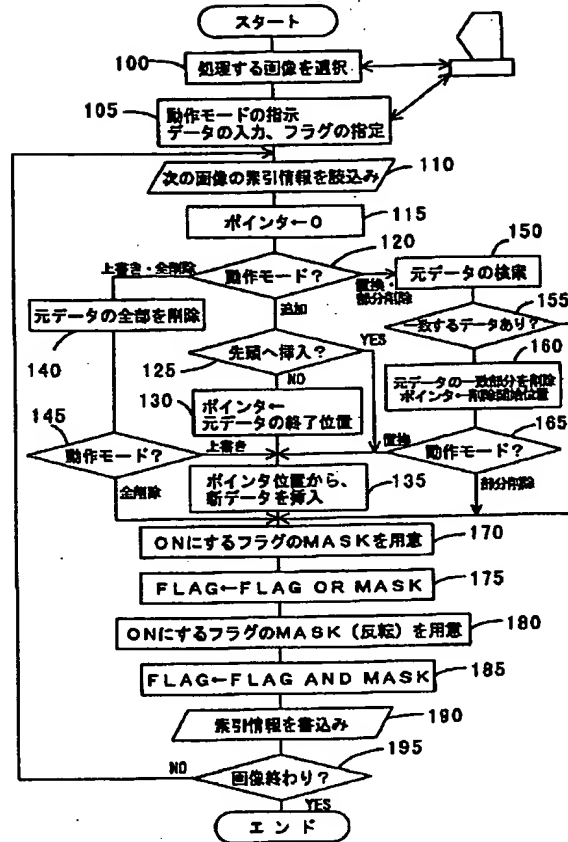 スタート
100
処理する画像を選択
105
動作モードの指示
データの入力、フラグの指定
110
次の画像の索引情報を読込み
115
ポインタ←0
120
動作モード?
上書き・全削除
追加
置換・
部分削除
150
元データの検索
155
一致するデータあり?
140
元データの全部を削除
125
先頭へ挿入?
YES
NO
160
元データの一致部分を削除
ポインタ←削除開始位置
130
ポインタ←
元データの終了位置
145
動作モード?
上書き
全削除
165
動作モード?
置換
部分削除
135
ポインタ位置から、
新データを挿入
ONにするフラグのMASKを用意
170
FLAG←FLAG OR MASK
175
ONにするフラグのMASK(反転)を用意
180
FLAG←FLAG AND MASK
185
索引情報を書込み
190
画像終わり?
195
NO
YES
エンド